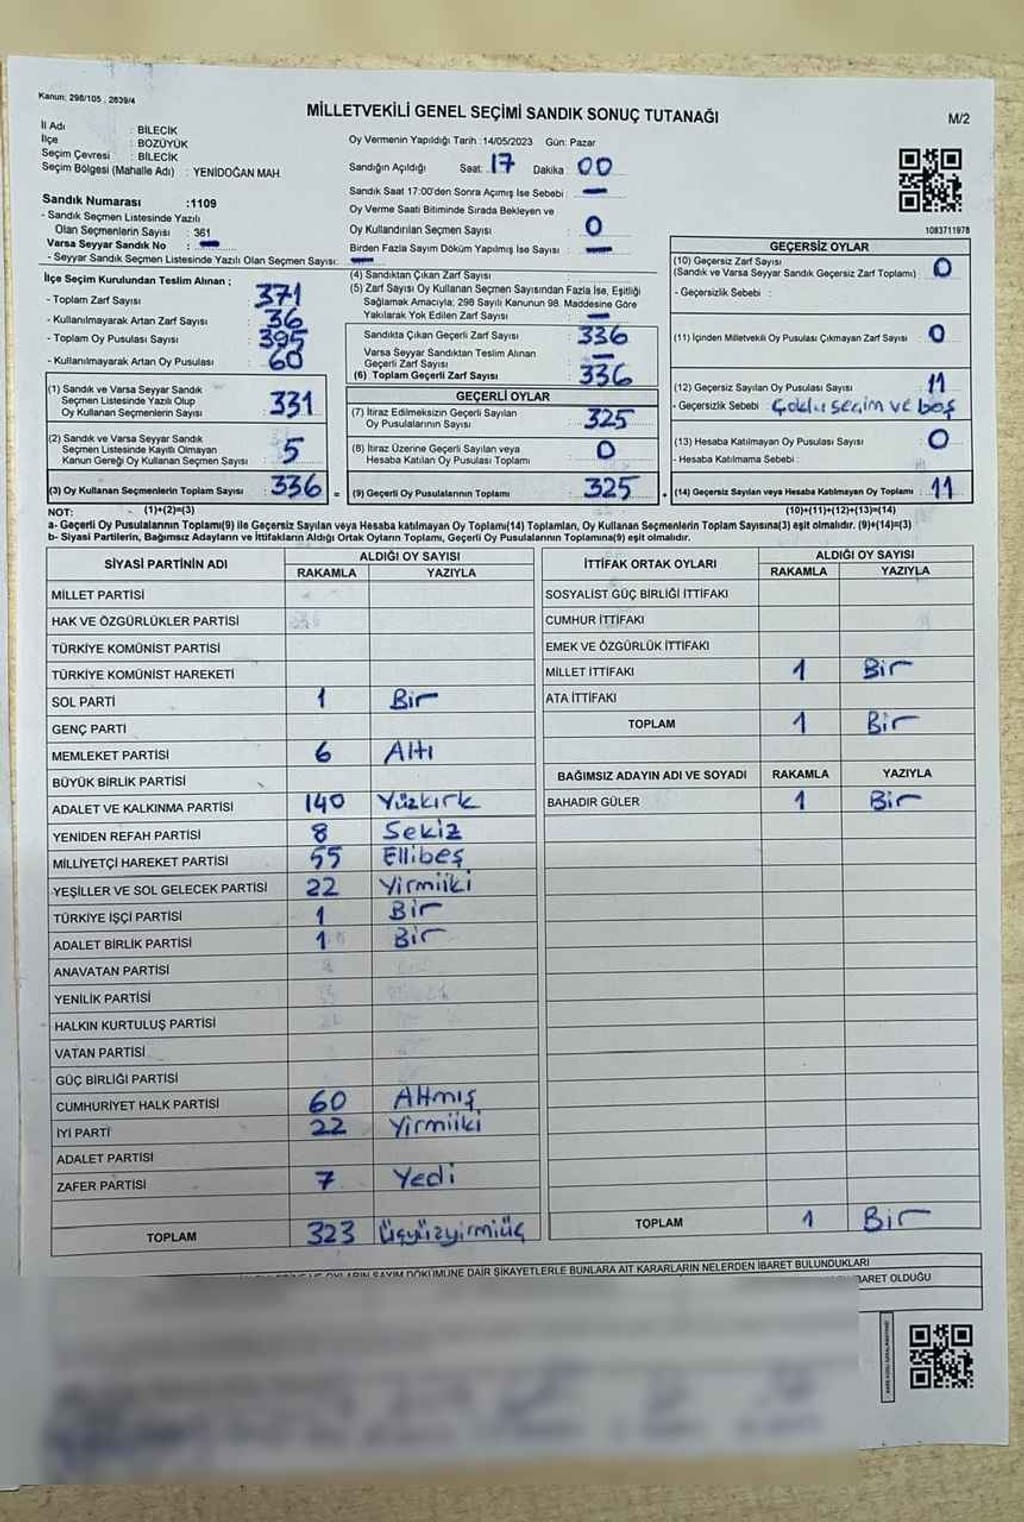 Kanun: 298/105 , 2839/4
MİLLETVEKİLİ GENEL SEÇİMİ SANDIK SONUÇ TUTANAĞI
M/2
İl Adı : BİLECİK
İlçe : BOZÜYÜK
Seçim Çevresi : BİLECİK
Seçim Bölgesi (Mahalle Adı) : YENİDOĞAN MAH.
Sandık Numarası :1109
- Sandık Seçmen Listesinde Yazılı
Olan Seçmenlerin Sayısı : 361
Varsa Seyyar Sandık No : —
- Seyyar Sandık Seçmen Listesinde Yazılı Olan Seçmen Sayısı: —
Oy Vermenin Yapıldığı Tarih :14/05/2023 Gün: Pazar
Sandığın Açıldığı Saat: 17 Dakika : 00
Sandık Saat 17:00'den Sonra Açımış İse Sebebi : —
Oy Verme Saati Bitiminde Sırada Bekleyen ve
Oy Kullandırılan Seçmen Sayısı : 0
Birden Fazla Sayım Döküm Yapılmış İse Sayısı : —
1083711978
İlçe Seçim Kurulundan Teslim Alınan ;
- Toplam Zarf Sayısı : 371
- Kullanılmayarak Artan Zarf Sayısı : 36
- Toplam Oy Pusulası Sayısı : 395
- Kullanılmayarak Artan Oy Pusulası : 60
(1) Sandık ve Varsa Seyyar Sandık
Seçmen Listesinde Yazılı Olup
Oy Kullanan Seçmenlerin Sayısı : 331
(2) Sandık ve Varsa Seyyar Sandık
Seçmen Listesinde Kayıtlı Olmayan
Kanun Gereği Oy Kullanan Seçmen Sayısı : 5
(3) Oy Kullanan Seçmenlerin Toplam Sayısı : 336 =
(4) Sandıktan Çıkan Zarf Sayısı :
(5) Zarf Sayısı Oy Kullanan Seçmen Sayısından Fazla İse, Eşitliği
Sağlamak Amacıyla; 298 Sayılı Kanunun 98. Maddesine Göre
Yakılarak Yok Edilen Zarf Sayısı : —
Sandıkta Çıkan Geçerli Zarf Sayısı : 336
Varsa Seyyar Sandıktan Teslim Alınan
Geçerli Zarf Sayısı : —
(6) Toplam Geçerli Zarf Sayısı : 336
GEÇERLİ OYLAR
(7) İtiraz Edilmeksizin Geçerli Sayılan
Oy Pusulalarının Sayısı : 325
(8) İtiraz Üzerine Geçerli Sayılan veya
Hesaba Katılan Oy Pusulası Toplamı : 0
(9) Geçerli Oy Pusulalarının Toplamı : 325 +
GEÇERSİZ OYLAR
(10) Geçersiz Zarf Sayısı
(Sandık ve Varsa Seyyar Sandık Geçersiz Zarf Toplamı) : 0
- Geçersizlik Sebebi :
(11) İçinden Milletvekili Oy Pusulası Çıkmayan Zarf Sayısı : 0
(12) Geçersiz Sayılan Oy Pusulası Sayısı : 11
- Geçersizlik Sebebi : Çoklu seçim ve boş
(13) Hesaba Katılmayan Oy Pusulası Sayısı : 0
- Hesaba Katılmama Sebebi :
(14) Geçersiz Sayılan veya Hesaba Katılmayan Oy Toplamı : 11
NOT: (1)+(2)=(3) (10)+(11)+(12)+(13)=(14)
a- Geçerli Oy Pusulalarının Toplamı(9) ile Geçersiz Sayılan veya Hesaba katılmayan Oy Toplamı(14) Toplamları, Oy Kullanan Seçmenlerin Toplam Sayısına(3) eşit olmalıdır. (9)+(14)=(3)
b- Siyasi Partilerin, Bağımsız Adayların ve İttifakların Aldığı Ortak Oyların Toplamı, Geçerli Oy Pusulalarının Toplamına(9) eşit olmalıdır.
SİYASİ PARTİNİN ADI ALDIĞI OY SAYISI
RAKAMLA YAZIYLA
MİLLET PARTİSİ
HAK VE ÖZGÜRLÜKLER PARTİSİ
TÜRKİYE KOMÜNİST PARTİSİ
TÜRKİYE KOMÜNİST HAREKETİ
SOL PARTİ 1 Bir
GENÇ PARTİ
MEMLEKET PARTİSİ 6 Altı
BÜYÜK BİRLİK PARTİSİ
ADALET VE KALKINMA PARTİSİ 140 Yüzkırk
YENİDEN REFAH PARTİSİ 8 Sekiz
MİLLİYETÇİ HAREKET PARTİSİ 55 Ellibeş
YEŞİLLER VE SOL GELECEK PARTİSİ 22 Yirmiiki
TÜRKİYE İŞÇİ PARTİSİ 1 Bir
ADALET BİRLİK PARTİSİ 1 Bir
ANAVATAN PARTİSİ
YENİLİK PARTİSİ
HALKIN KURTULUŞ PARTİSİ
VATAN PARTİSİ
GÜÇ BİRLİĞİ PARTİSİ
CUMHURİYET HALK PARTİSİ 60 Altmış
İYİ PARTİ 22 Yirmiiki
ADALET PARTISI
ZAFER PARTİSİ 7 Yedi
TOPLAM 323 Üçyüzyirmiüç
İTTİFAK ORTAK OYLARI ALDIĞI OY SAYISI
RAKAMLA YAZIYLA
SOSYALİST GÜÇ BİRLİĞİ İTTİFAKI
CUMHUR İTTİFAKI
EMEK VE ÖZGÜRLÜK İTTİFAKI
MİLLET İTTİFAKI 1 Bir
ATA İTTİFAKI
TOPLAM 1 Bir
BAĞIMSIZ ADAYIN ADI VE SOYADI RAKAMLA YAZIYLA
BAHADIR GÜLER 1 Bir
TOPLAM 1 Bir
OYLARIN SAYIM DÖKÜMÜNE DAİR ŞİKAYETLERLE BUNLARA AİT KARARLARIN NELERDEN İBARET BULUNDUKLARI
BARET OLDUĞU